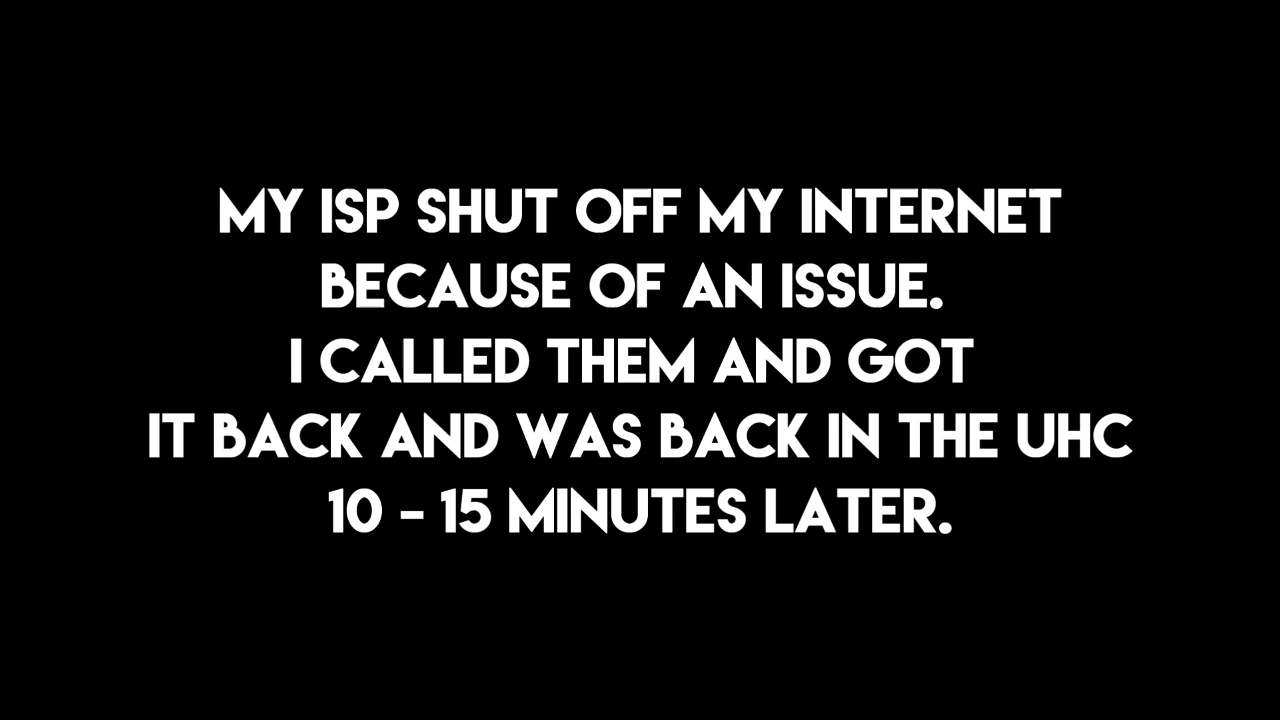 MY ISP SHUT OFF MY INTERNET
BECAUSE OF AN ISSUE.
I CALLED THEM AND GOT
IT BACK AND WAS BACK IN THE UHC
10 - 15 MINUTES LATER.